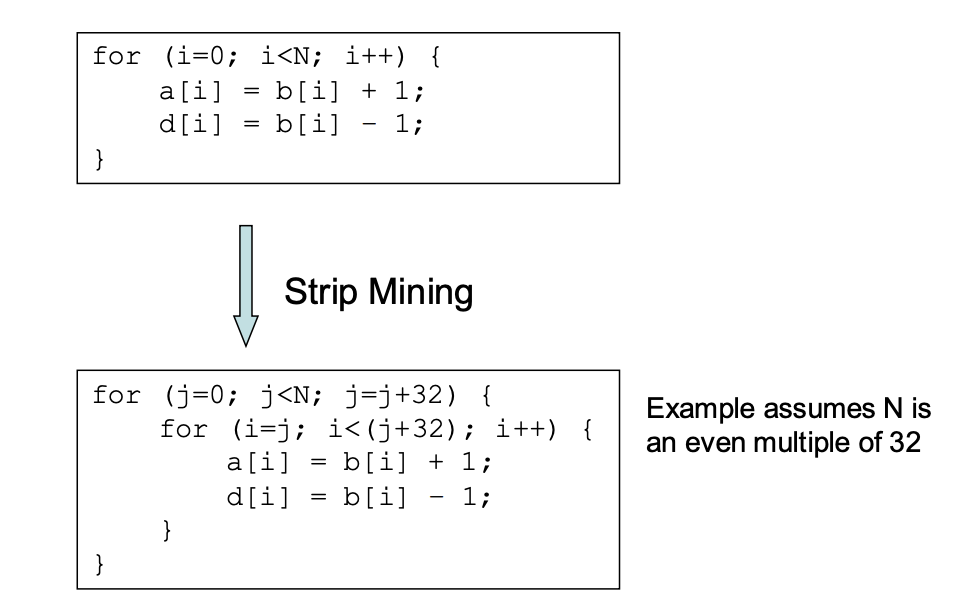 for (i=0; i<N; i++) {
    a[i] = b[i] + 1;
    d[i] = b[i] – 1;
}
Strip Mining
for (j=0; j<N; j=j+32) {
    for (i=j; i<(j+32); i++) {
        a[i] = b[i] + 1;
        d[i] = b[i] – 1;
    }
}
Example assumes N is
an even multiple of 32